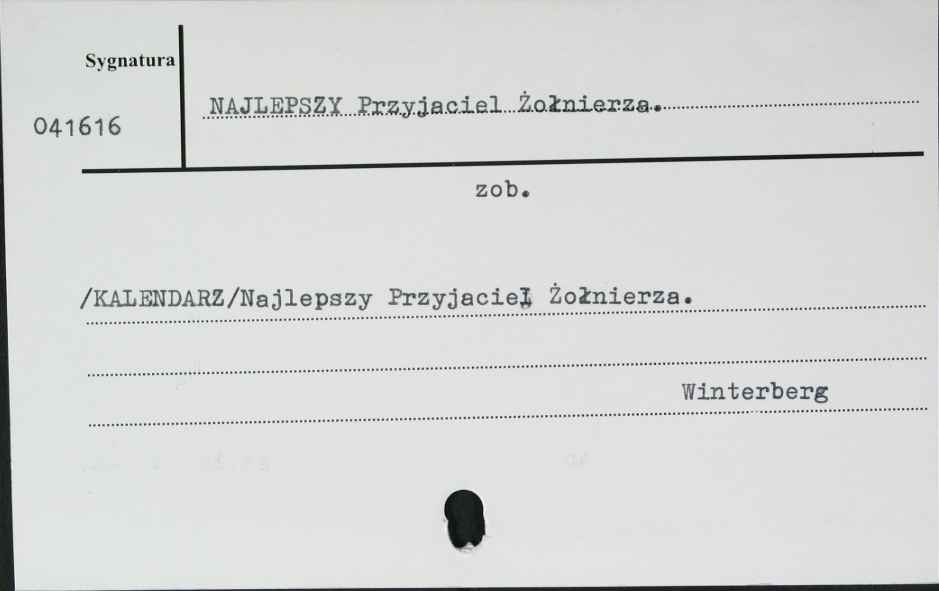 Sygnatura
041616
NAJLEPSZY Przyjaciel Żołnierza.
zob.
/KALENDARZ/Najlepszy Przyjaciel Żołnierza.
Winterberg